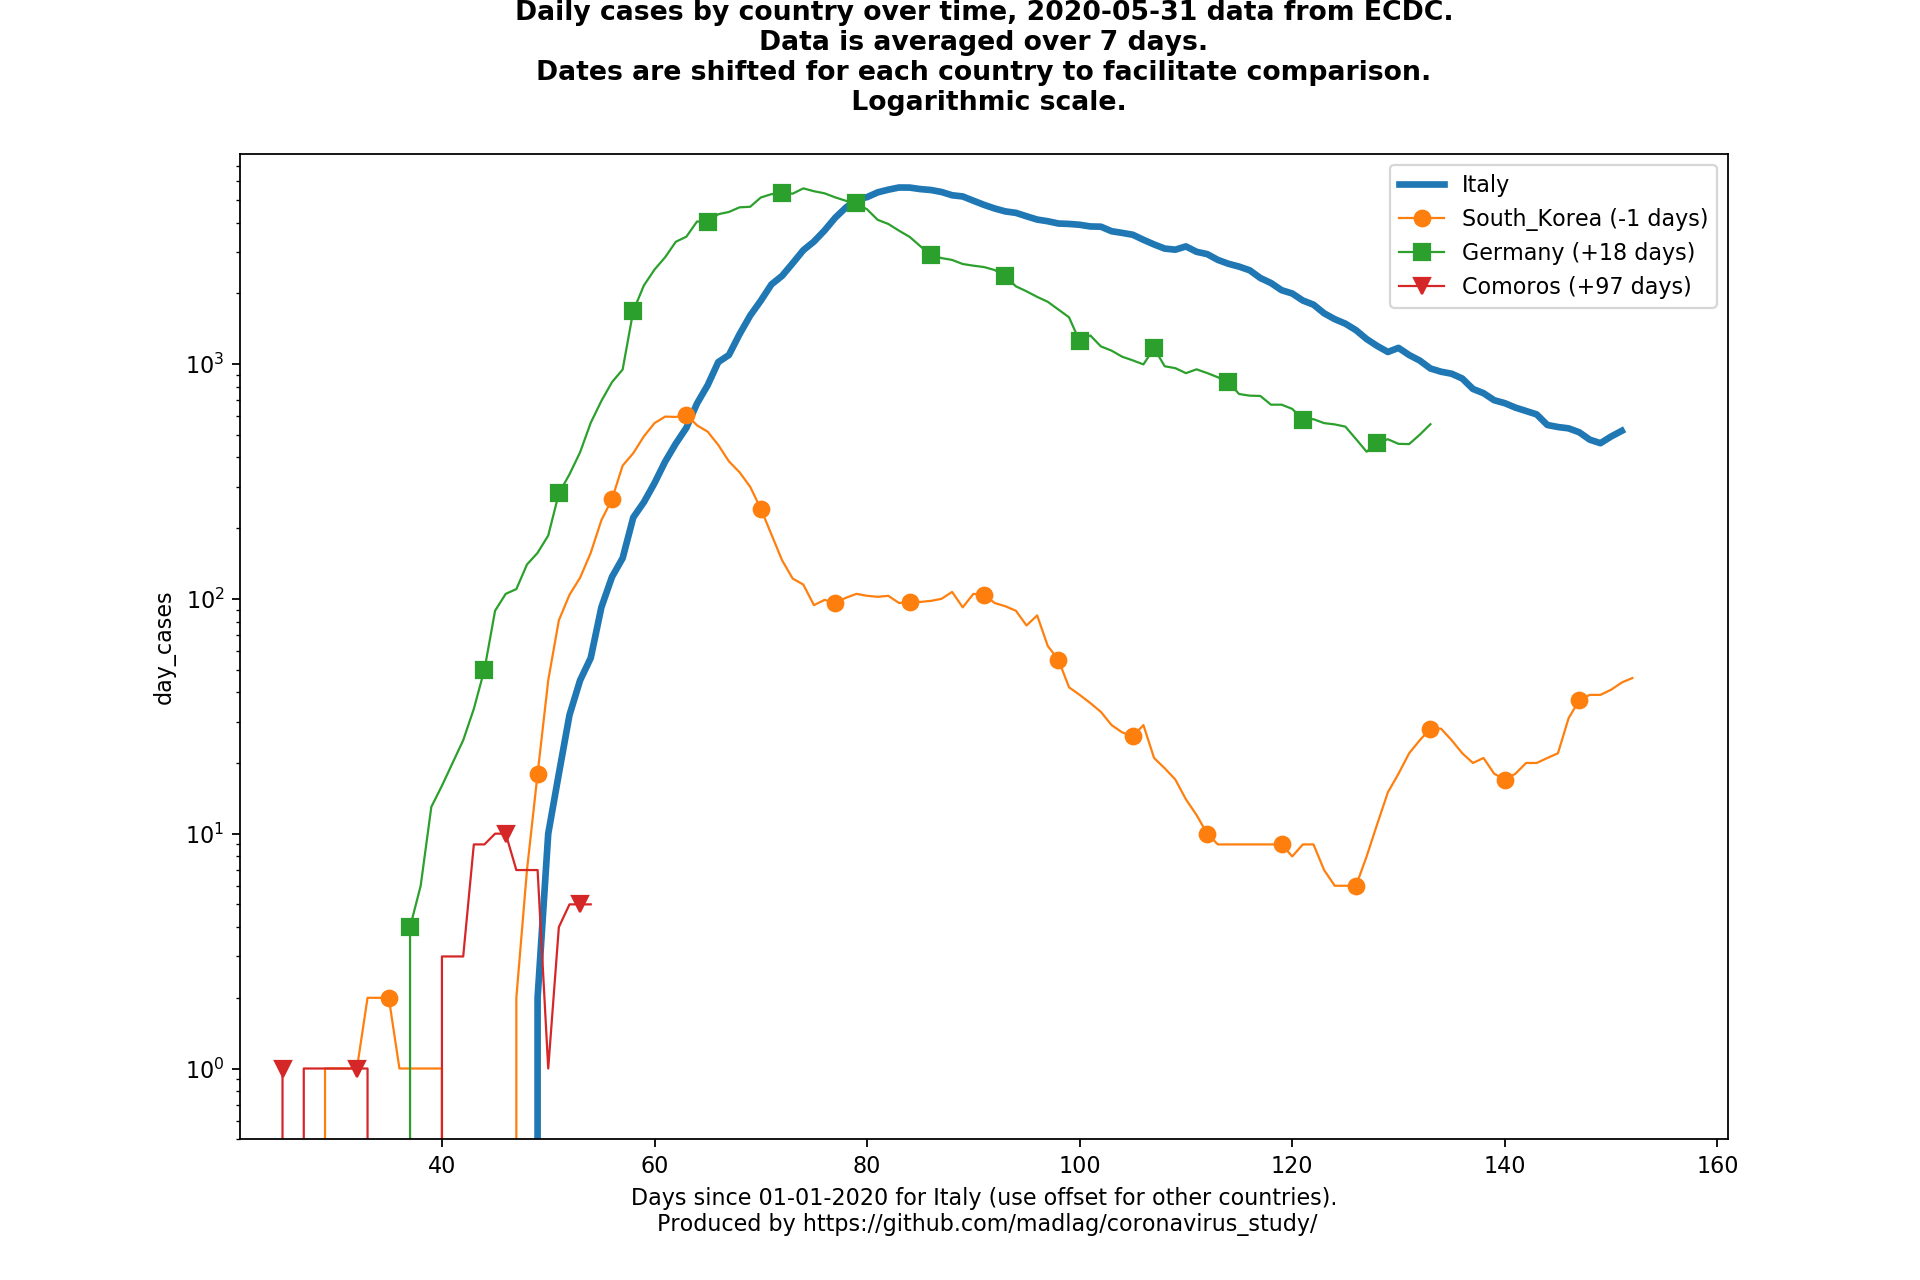 Daily cases by country over time, 2020-05-31 data from ECDC.
Data is averaged over 7 days.
Dates are shifted for each country to facilitate comparison.
Logarithmic scale.
Italy
South_Korea (-1 days)
Germany (+18 days)
Comoros (+97 days)
day_cases
10³
10²
10¹
10⁰
40
60
80
100
120
140
160
Days since 01-01-2020 for Italy (use offset for other countries).
Produced by https://github.com/madlag/coronavirus_study/